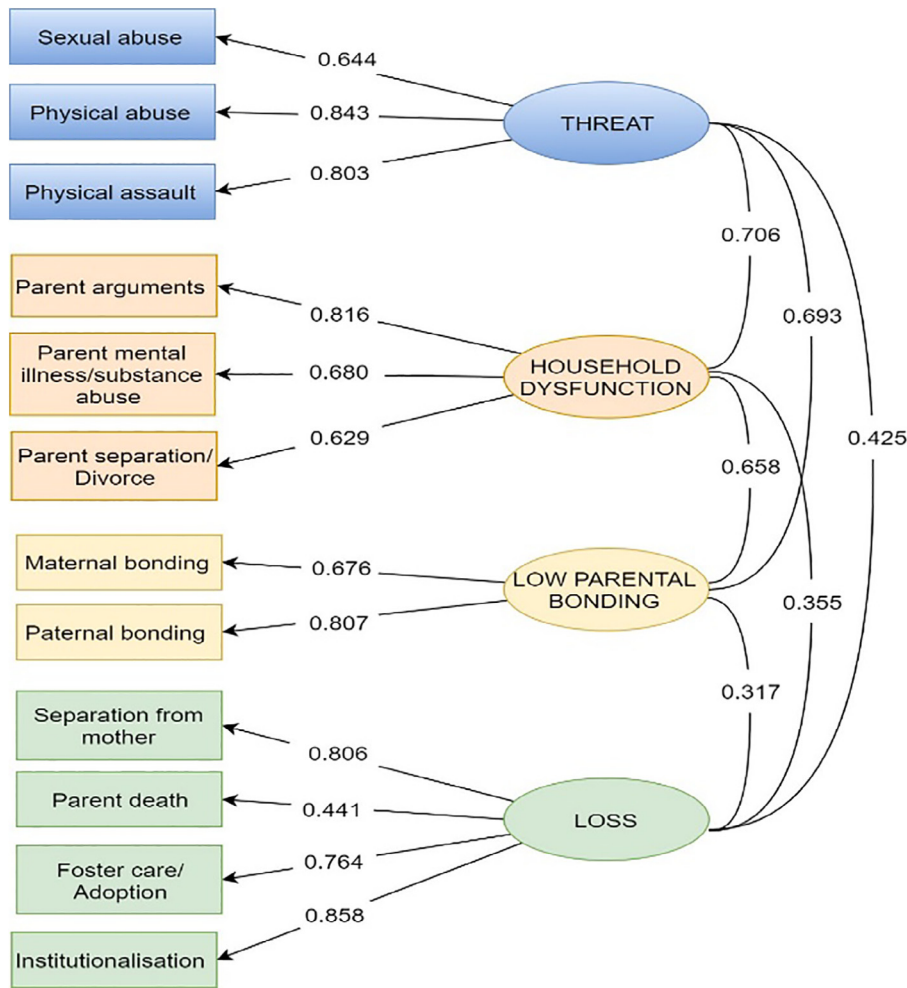 Sexual abuse
0.644
Physical abuse
0.843
THREAT
Physical assault
0.803
0.706
Parent arguments
0.816
0.693
Parent mental
illness/substance
abuse
0.680
HOUSEHOLD
DYSFUNCTION
0.629
Parent separation/
Divorce
0.425
0.658
Maternal bonding
0.676
LOW PARENTAL
BONDING
0.355
Paternal bonding
0.807
0.317
Separation from
mother
0.806
Parent death
0.441
LOSS
Foster care/
Adoption
0.764
0.858
Institutionalisation